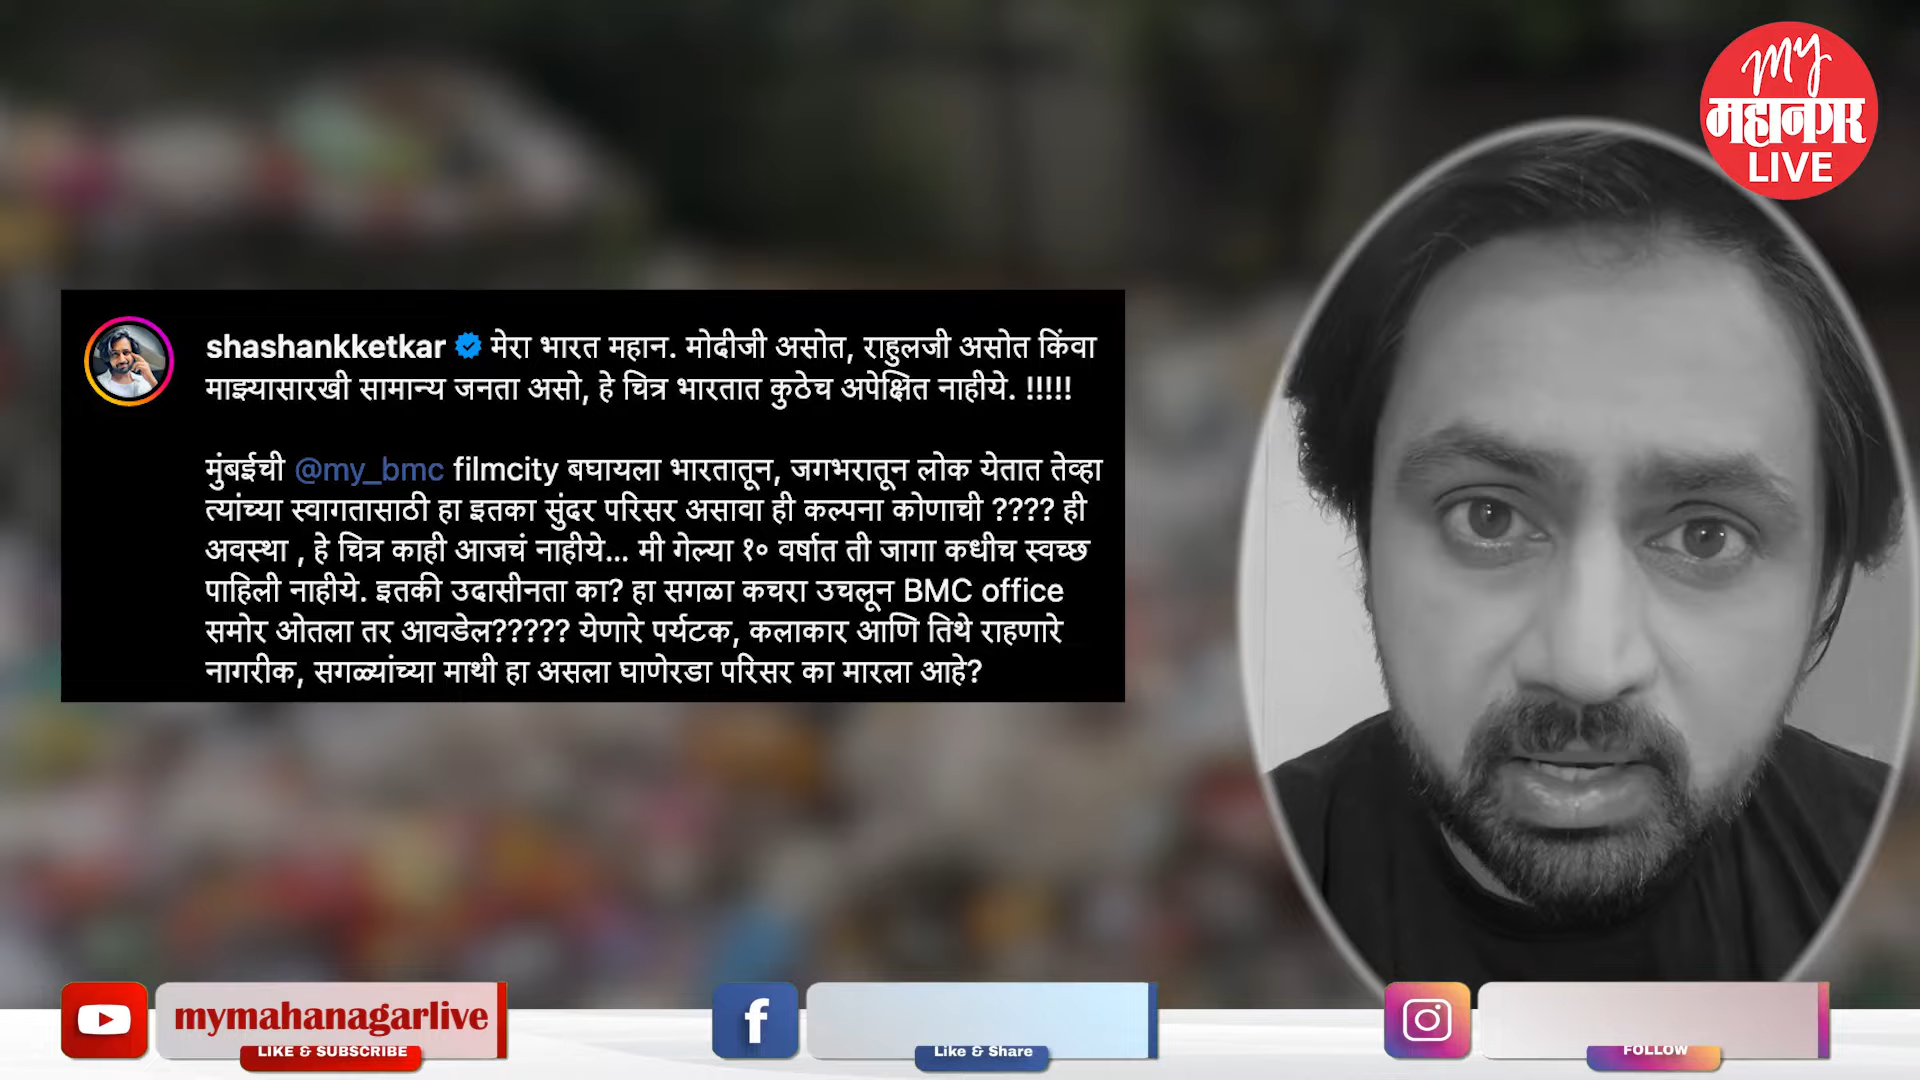 my
महानगर
LIVE
shashankketkar मेरा भारत महान. मोदीजी असोत, राहुलजी असोत किंवा
माझ्यासारखी सामान्य जनता असो, हे चित्र भारतात कुठेच अपेक्षित नाहीये. !!!!!
मुंबईची @my_bmc filmcity बघायला भारतातून, जगभरातून लोक येतात तेव्हा
त्यांच्या स्वागतासाठी हा इतका सुंदर परिसर असावा ही कल्पना कोणाची ???? ही
अवस्था , हे चित्र काही आजचं नाहीये... मी गेल्या १० वर्षात ती जागा कधीच स्वच्छ
पाहिली नाहीये. इतकी उदासीनता का? हा सगळा कचरा उचलून BMC office
समोर ओतला तर आवडेल????? येणारे पर्यटक, कलाकार आणि तिथे राहणारे
नागरीक, सगळ्यांच्या माथी हा असला घाणेरडा परिसर का मारला आहे?
mymahanagarlive
LIKE & SUBSCRIBE
Like & Share
FOLLOW